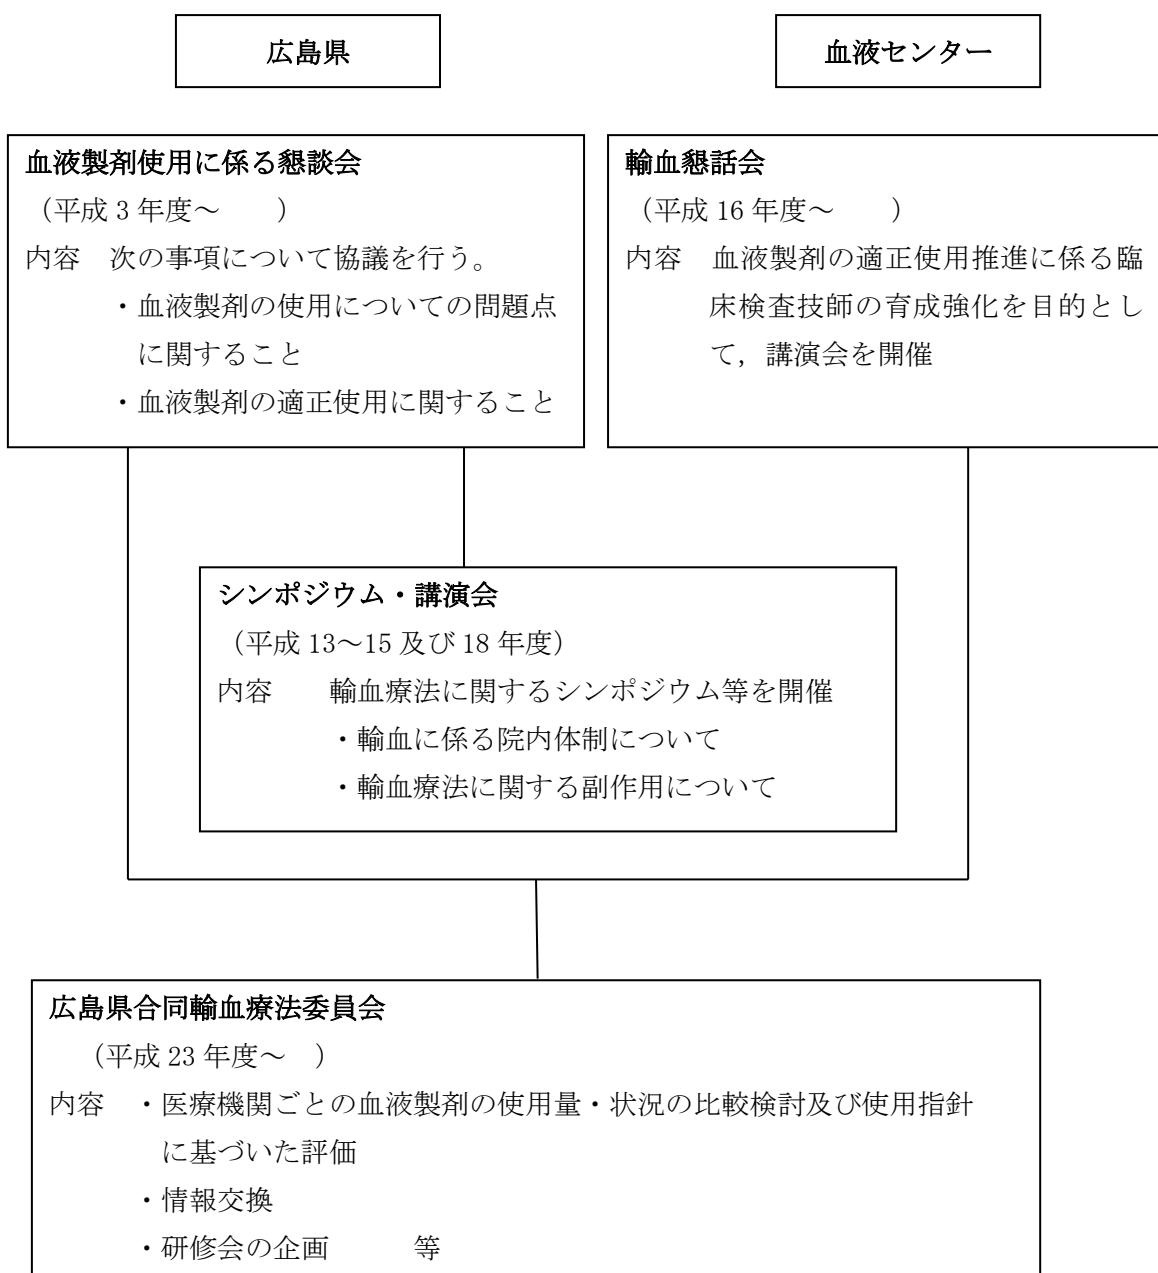 広島県
血液センター
血液製剤使用に係る懇談会
（平成 3 年度～　　）
内容　次の事項について協議を行う。
・血液製剤の使用についての問題点
に関すること
・血液製剤の適正使用に関すること
輸血懇話会
（平成 16 年度～　　）
内容　血液製剤の適正使用推進に係る臨
床検査技師の育成強化を目的とし
て，講演会を開催
シンポジウム・講演会
（平成 13～15 及び 18 年度）
内容　　輸血療法に関するシンポジウム等を開催
・輸血に係る院内体制について
・輸血療法に関する副作用について
広島県合同輸血療法委員会
（平成 23 年度～　）
内容　・医療機関ごとの血液製剤の使用量・状況の比較検討及び使用指針
に基づいた評価
・情報交換
・研修会の企画　　　等